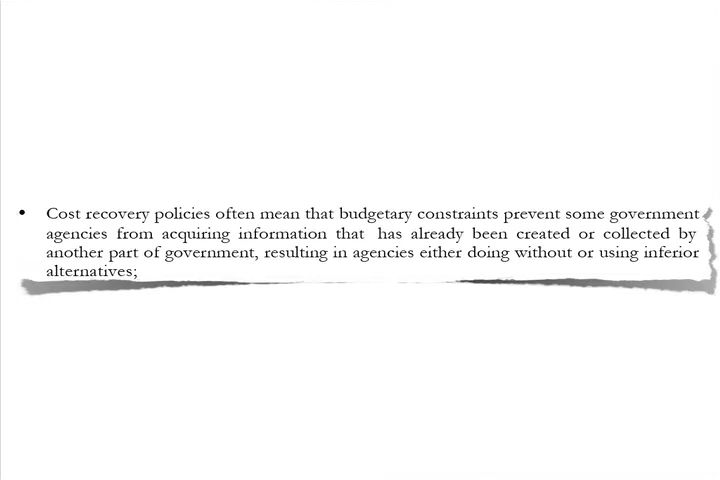 • Cost recovery policies often mean that budgetary constraints prevent some government
agencies from acquiring information that has already been created or collected by
another part of government, resulting in agencies either doing without or using inferior
alternatives;